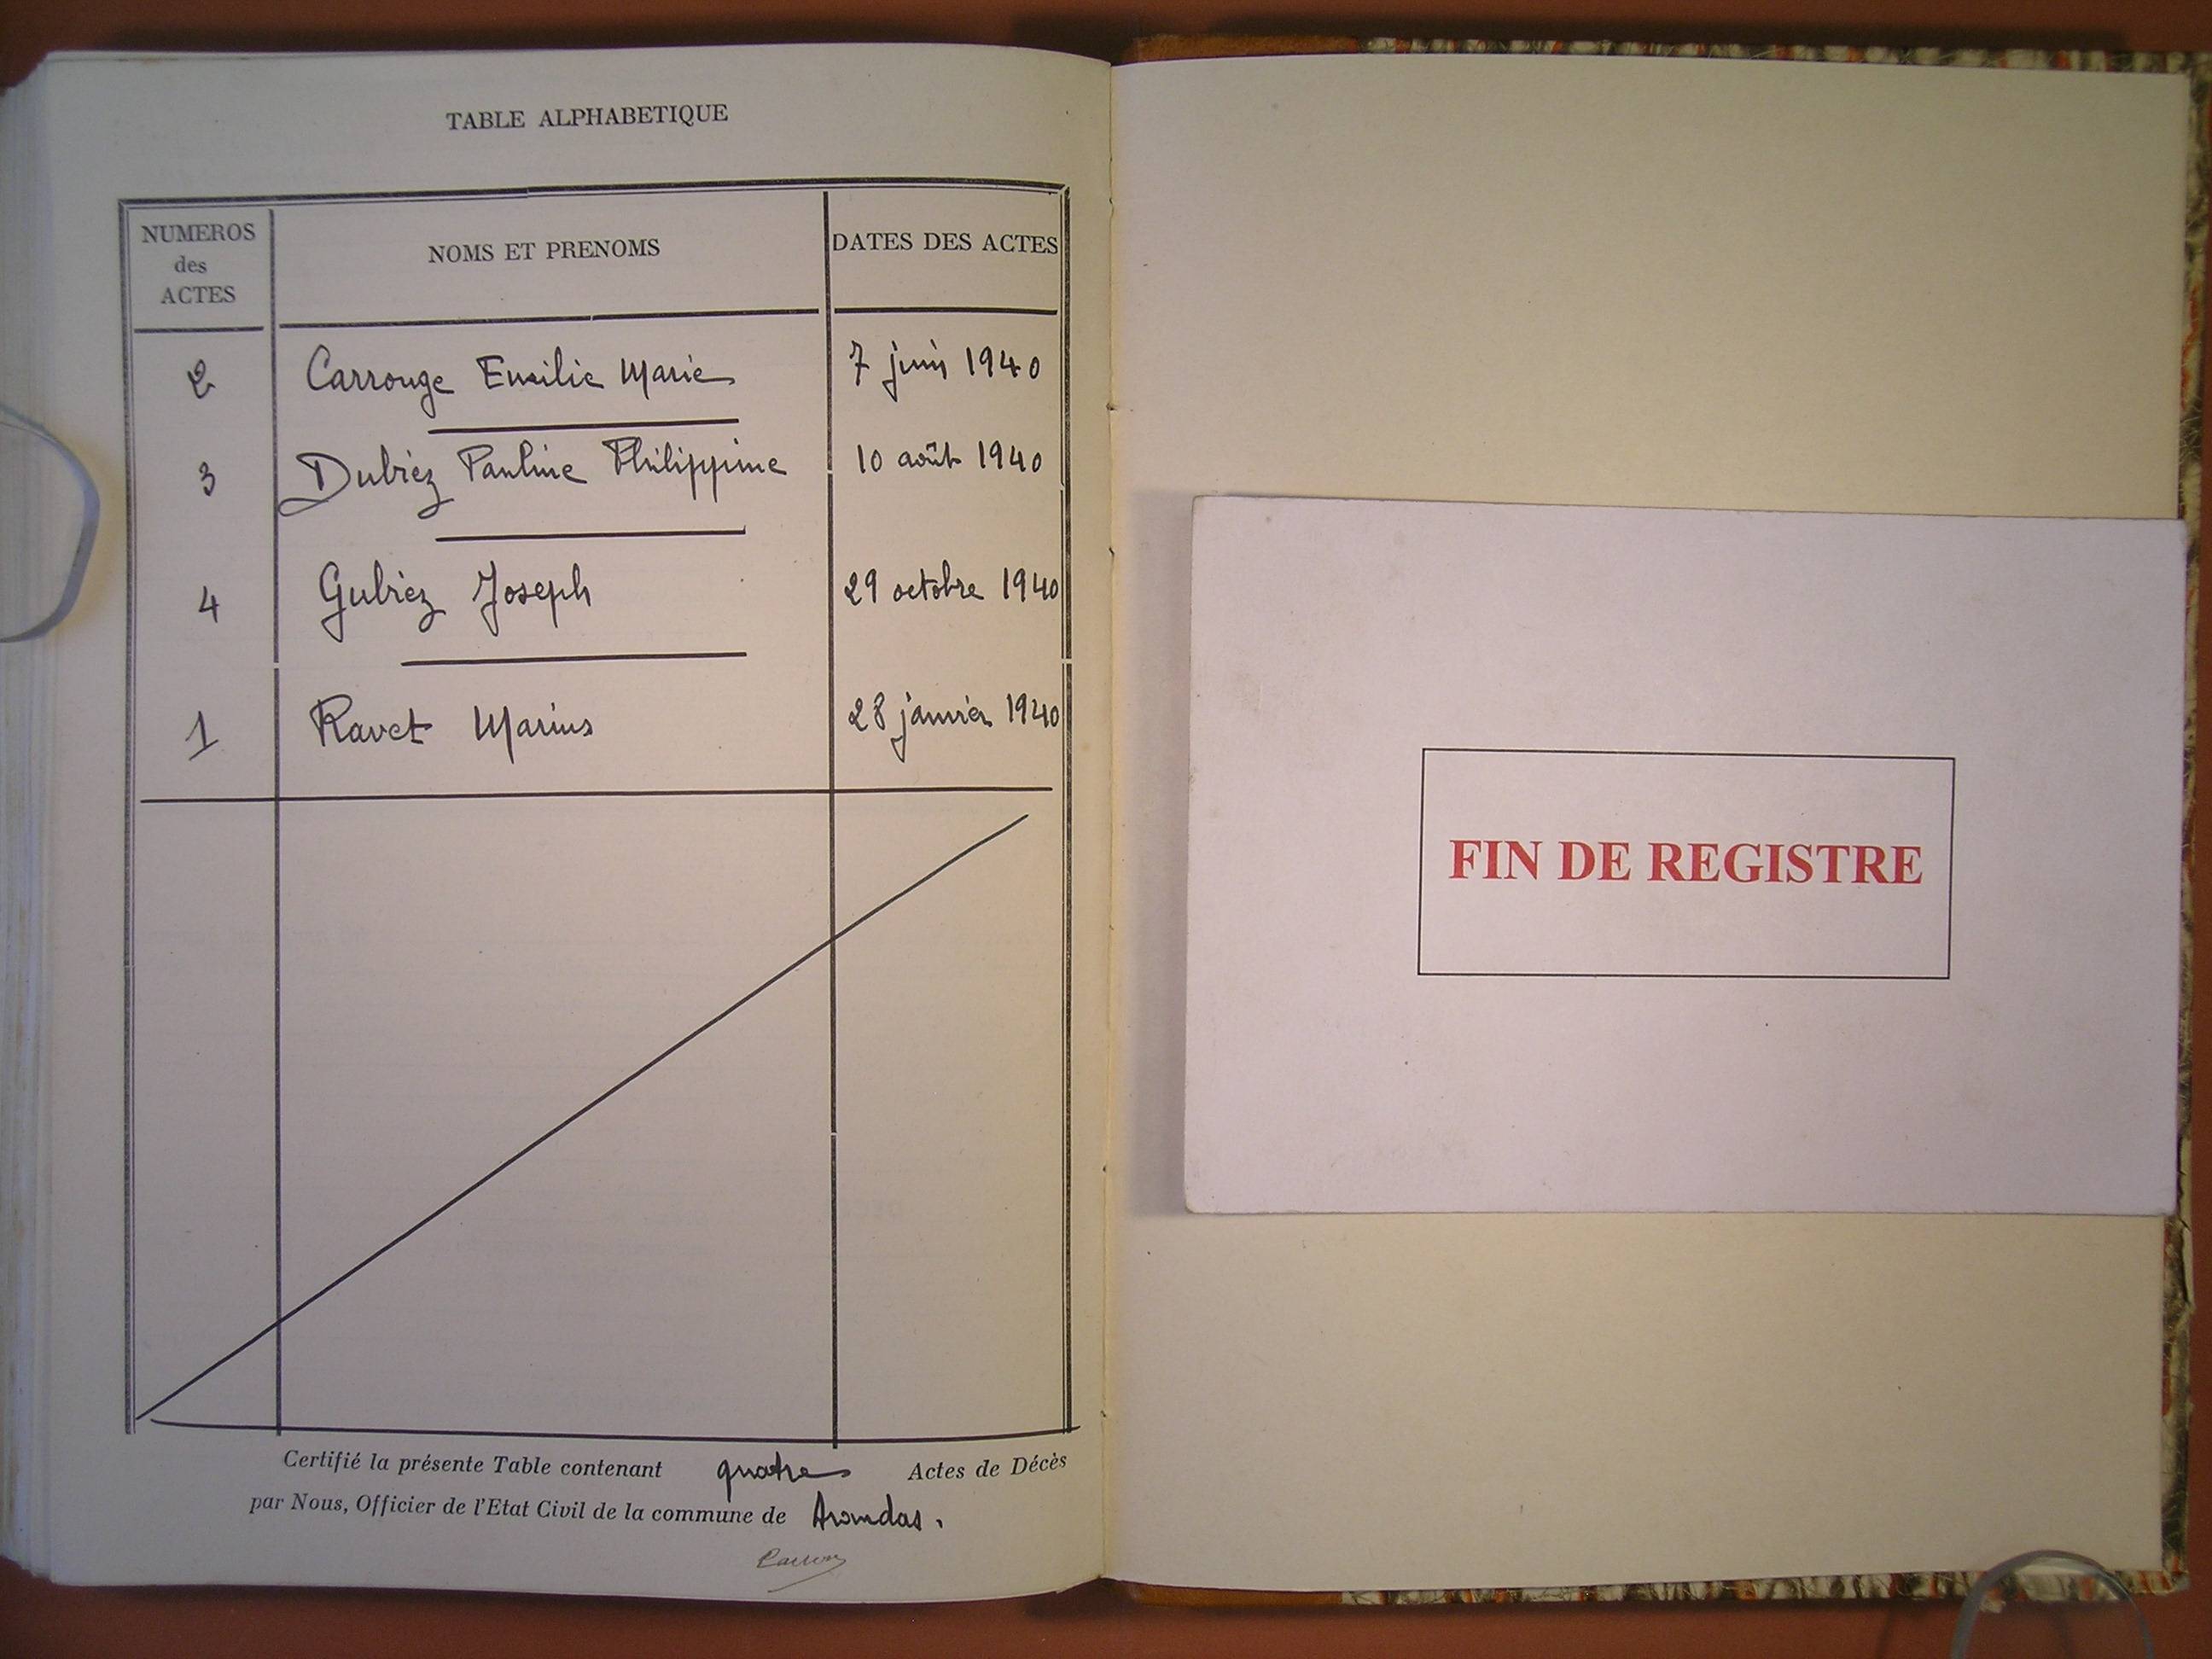 TABLE ALPHABETIQUE
NUMEROS
des
ACTES
NOMS ET PRENOMS
DATES DES ACTES
2 Carrouge Emilie Marie 7 juin 1940
3 Dubiez Pauline Philippine 10 août 1940
4 Gubiez Joseph 29 octobre 1940
1 Ravet Marius 28 janvier 1940
Certifié la présente Table contenant quatre Actes de Décès
par Nous, Officier de l'Etat Civil de la commune de Arandas.
FIN DE REGISTRE